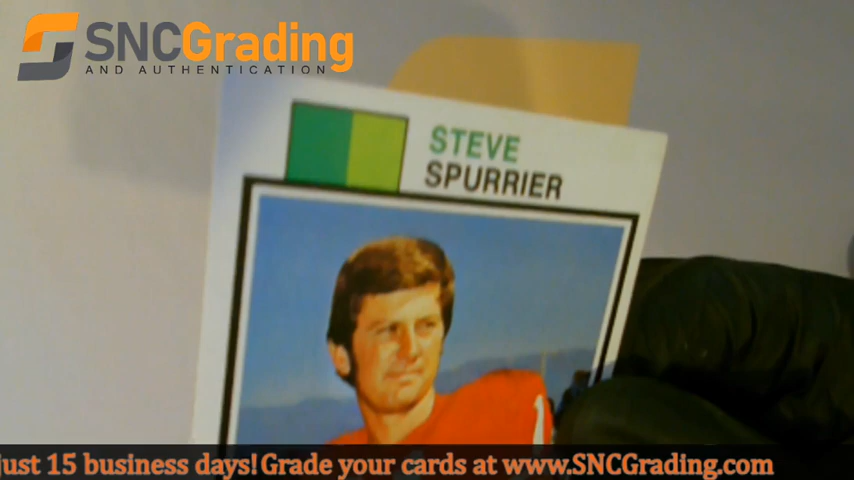 SNCGrading
AND AUTHENTICATION
STEVE
SPURRIER
just 15 business days! Grade your cards at www.SNCGrading.com